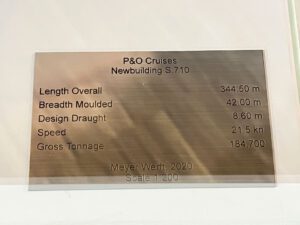 P&O Cruises
Newbuilding S.710
Length Overall 344.50 m
Breadth Moulded 42.00 m
Design Draught 8.60 m
Speed 21.5 kn
Gross Tonnage 184,700
Meyer Werft, 2020
Scale 1:200